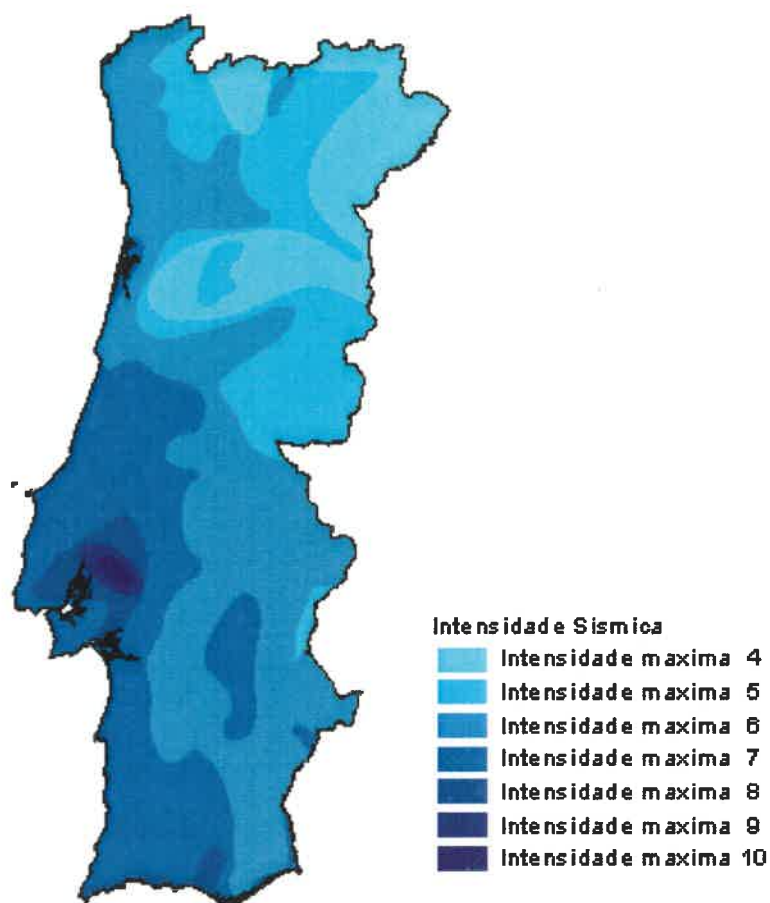 Intensidade Sísmica
Intensidade maxima 4
Intensidade maxima 5
Intensidade maxima 6
Intensidade maxima 7
Intensidade maxima 8
Intensidade maxima 9
Intensidade maxima 10